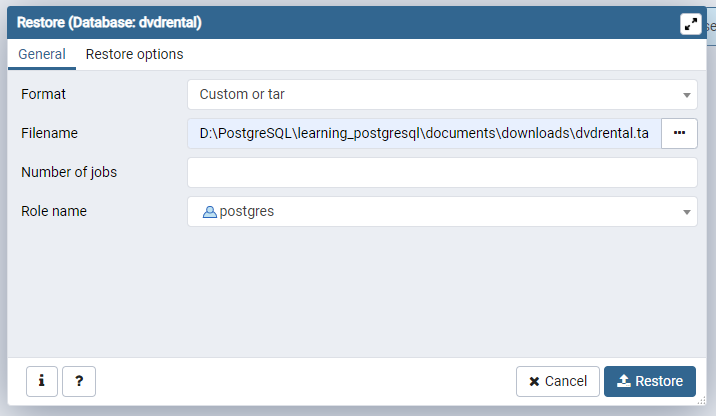 Restore (Database: dvdrental)
General Restore options
Format Custom or tar
Filename D:\PostgreSQL\learning_postgresql\documents\downloads\dvdrental.ta
Number of jobs
Role name postgres
i ? Cancel Restore